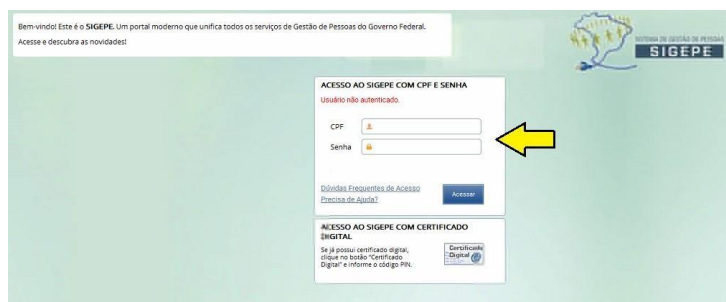 Bem-vindo! Este é o SIGEPE. Um portal moderno que unifica todos os serviços de Gestão de Pessoas do Governo Federal.
Acesse e descubra as novidades!
SISTEMA DE GESTÃO DE PESSOAS
SIGEPE
ACESSO AO SIGEPE COM CPF E SENHA
Usuário não autenticado.
CPF
Senha
Dúvidas Frequentes de Acesso
Precisa de Ajuda?
Acessar
ACESSO AO SIGEPE COM CERTIFICADO
DIGITAL
Se já possui certificado digital,
clique no botão "Certificado
Digital" e informe o código PIN.
Certificado
Digital